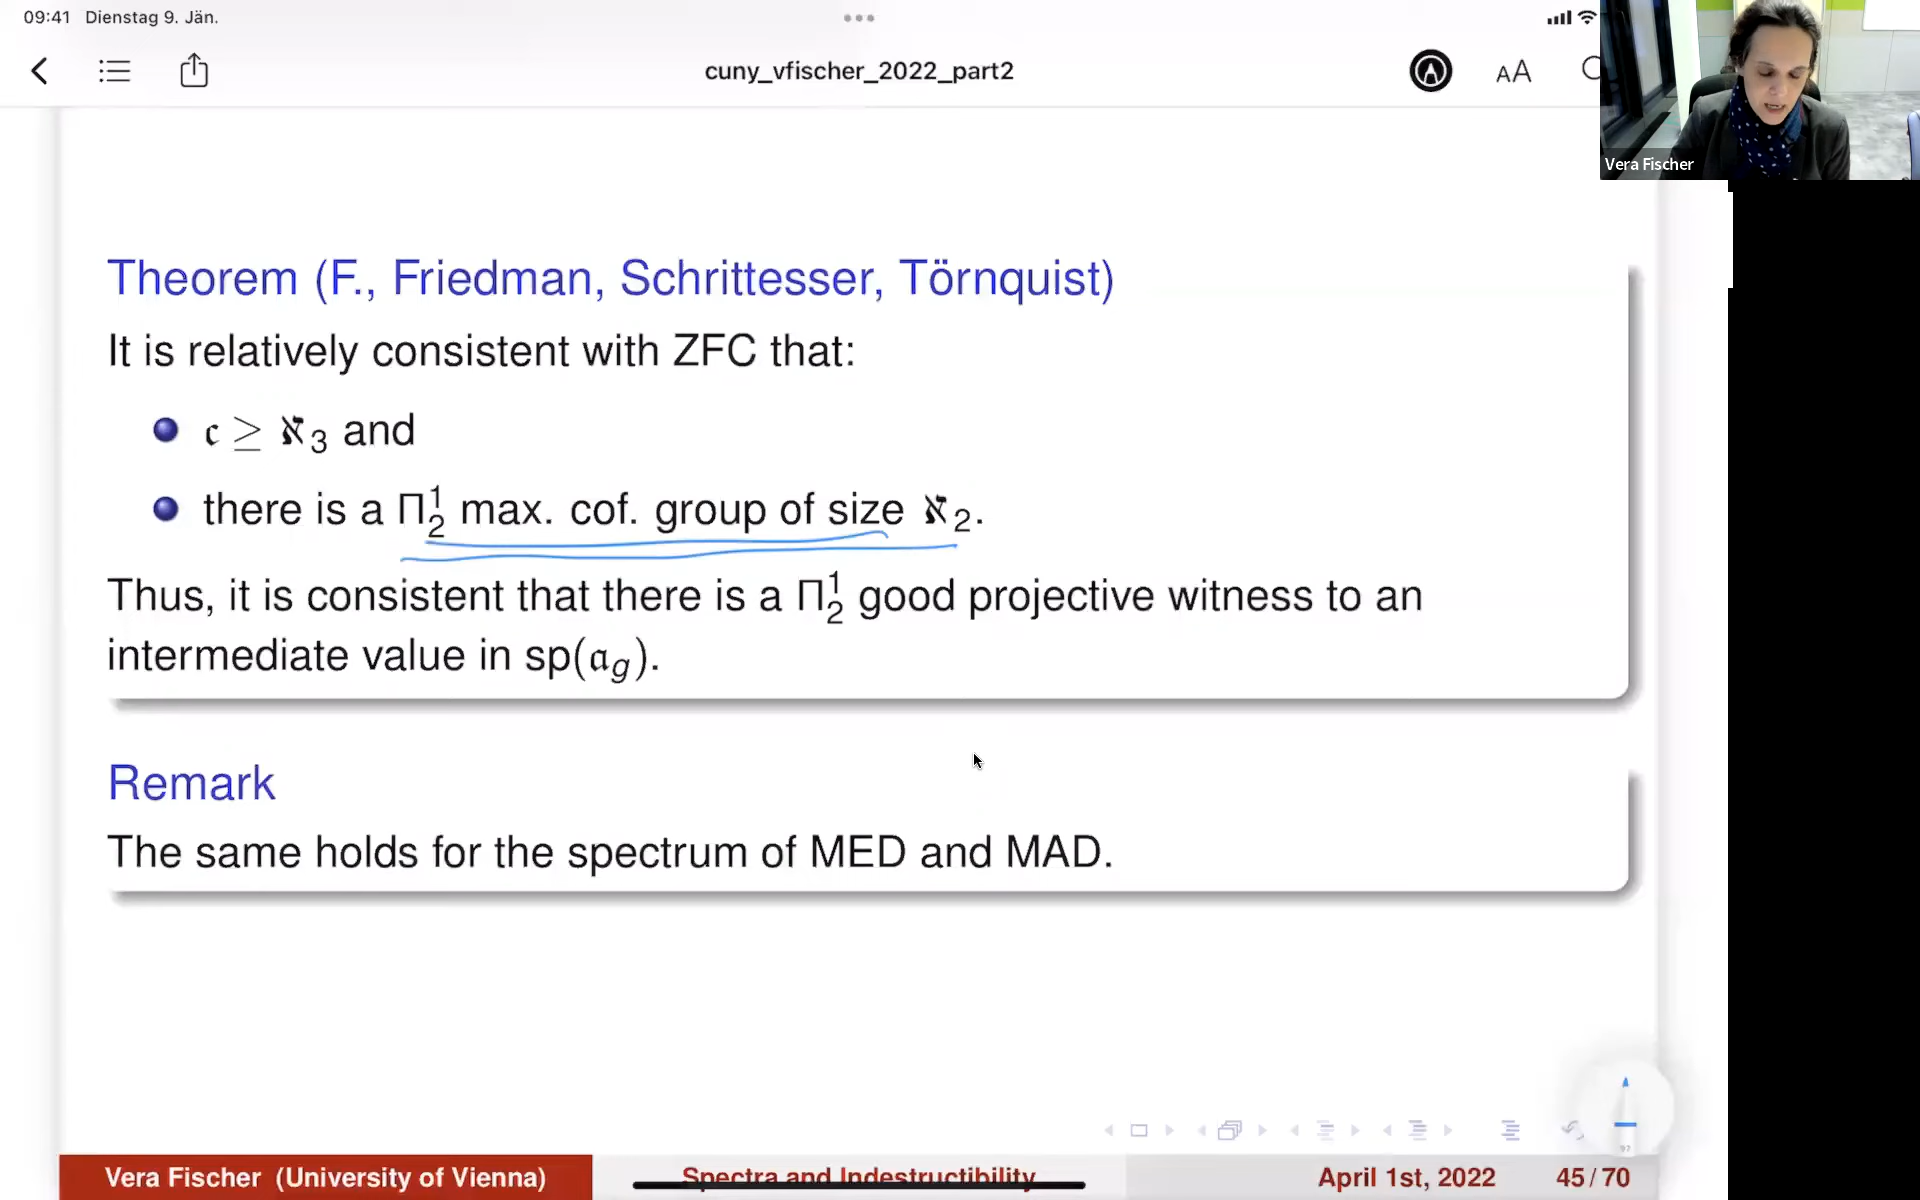 09:41 Dienstag 9. Jän.
cuny_vfischer_2022_part2
AA
Vera Fischer
Theorem (F., Friedman, Schrittesser, Törnquist)
It is relatively consistent with ZFC that:
𝔠 ≥ ℵ₃ and
there is a Π¹₂ max. cof. group of size ℵ₂.
Thus, it is consistent that there is a Π¹₂ good projective witness to an
intermediate value in sp(𝔞_g).
Remark
The same holds for the spectrum of MED and MAD.
Vera Fischer (University of Vienna) Spectra and Indestructibility April 1st, 2022 45/70